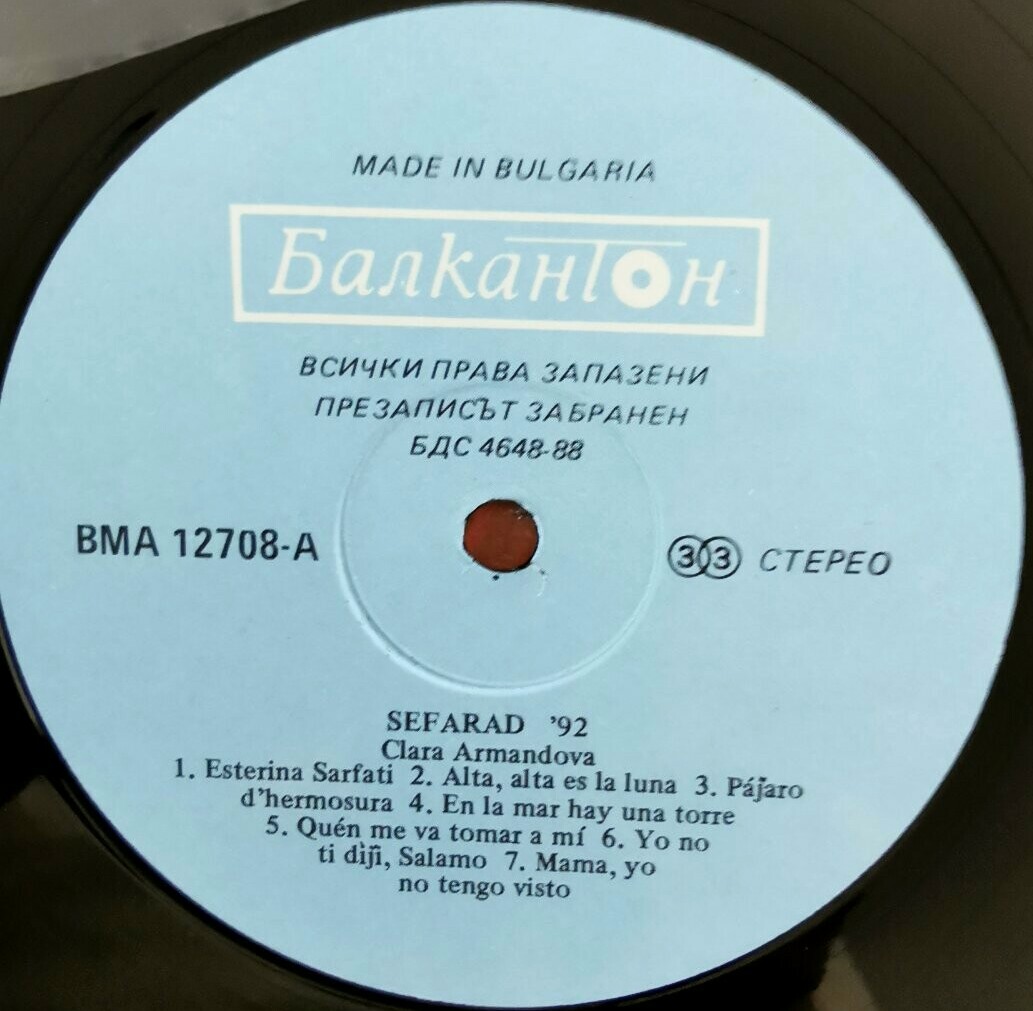 MADE IN BULGARIA
Балкантон
ВСИЧКИ ПРАВА ЗАПАЗЕНИ
ПРЕЗАПИСЪТ ЗАБРАНЕН
БДС 4648-88
ВМА 12708-А
33 СТЕРЕО
SEFARAD '92
Clara Armandova
1. Esterina Sarfati 2. Alta, alta es la luna 3. Pájaro
d'hermosura 4. En la mar hay una torre
5. Quén me va tomar a mí 6. Yo no
ti dìjî, Salamo 7. Mama, yo
no tengo visto